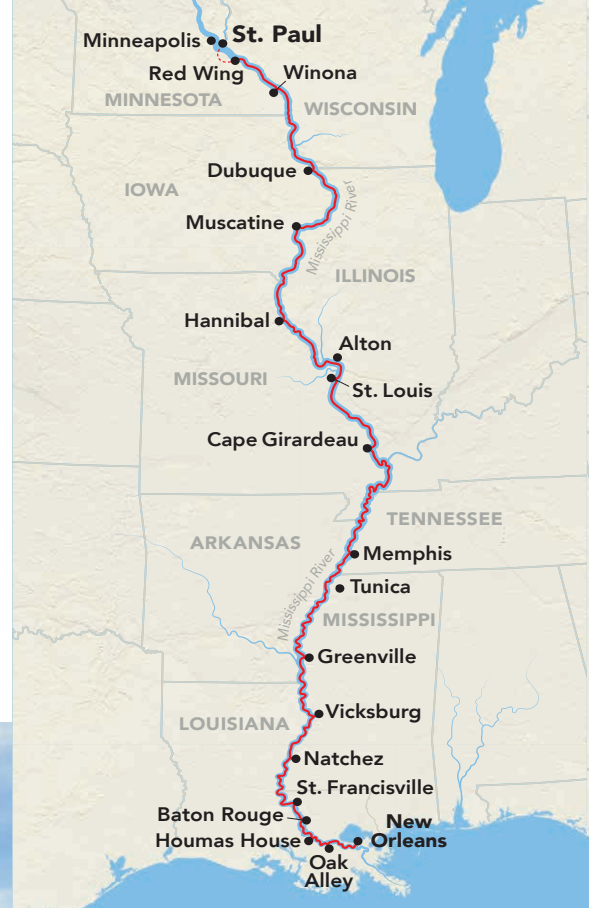 Minneapolis
St. Paul
Red Wing
Winona
MINNESOTA
WISCONSIN
Dubuque
IOWA
Mississippi River
Muscatine
ILLINOIS
Hannibal
Alton
MISSOURI
St. Louis
Cape Girardeau
TENNESSEE
ARKANSAS
Memphis
Mississippi River
Tunica
MISSISSIPPI
Greenville
LOUISIANA
Vicksburg
Natchez
St. Francisville
Baton Rouge
New
Orleans
Houmas House
Oak
Alley